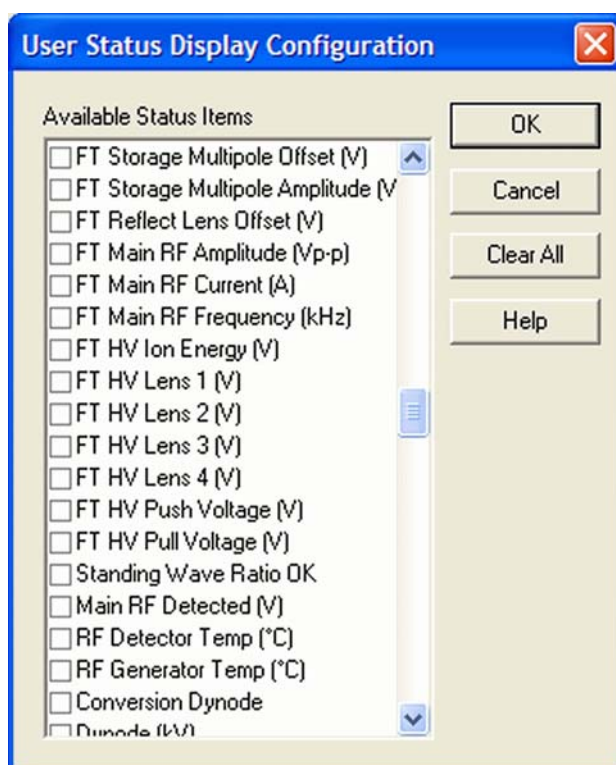 User Status Display Configuration
Available Status Items
FT Storage Multipole Offset (V)
FT Storage Multipole Amplitude (V
FT Reflect Lens Offset (V)
FT Main RF Amplitude (Vp-p)
FT Main RF Current (A)
FT Main RF Frequency (kHz)
FT HV Ion Energy (V)
FT HV Lens 1 (V)
FT HV Lens 2 (V)
FT HV Lens 3 (V)
FT HV Lens 4 (V)
FT HV Push Voltage (V)
FT HV Pull Voltage (V)
Standing Wave Ratio OK
Main RF Detected (V)
RF Detector Temp (°C)
RF Generator Temp (°C)
Conversion Dynode
Dynode (kV)
OK
Cancel
Clear All
Help